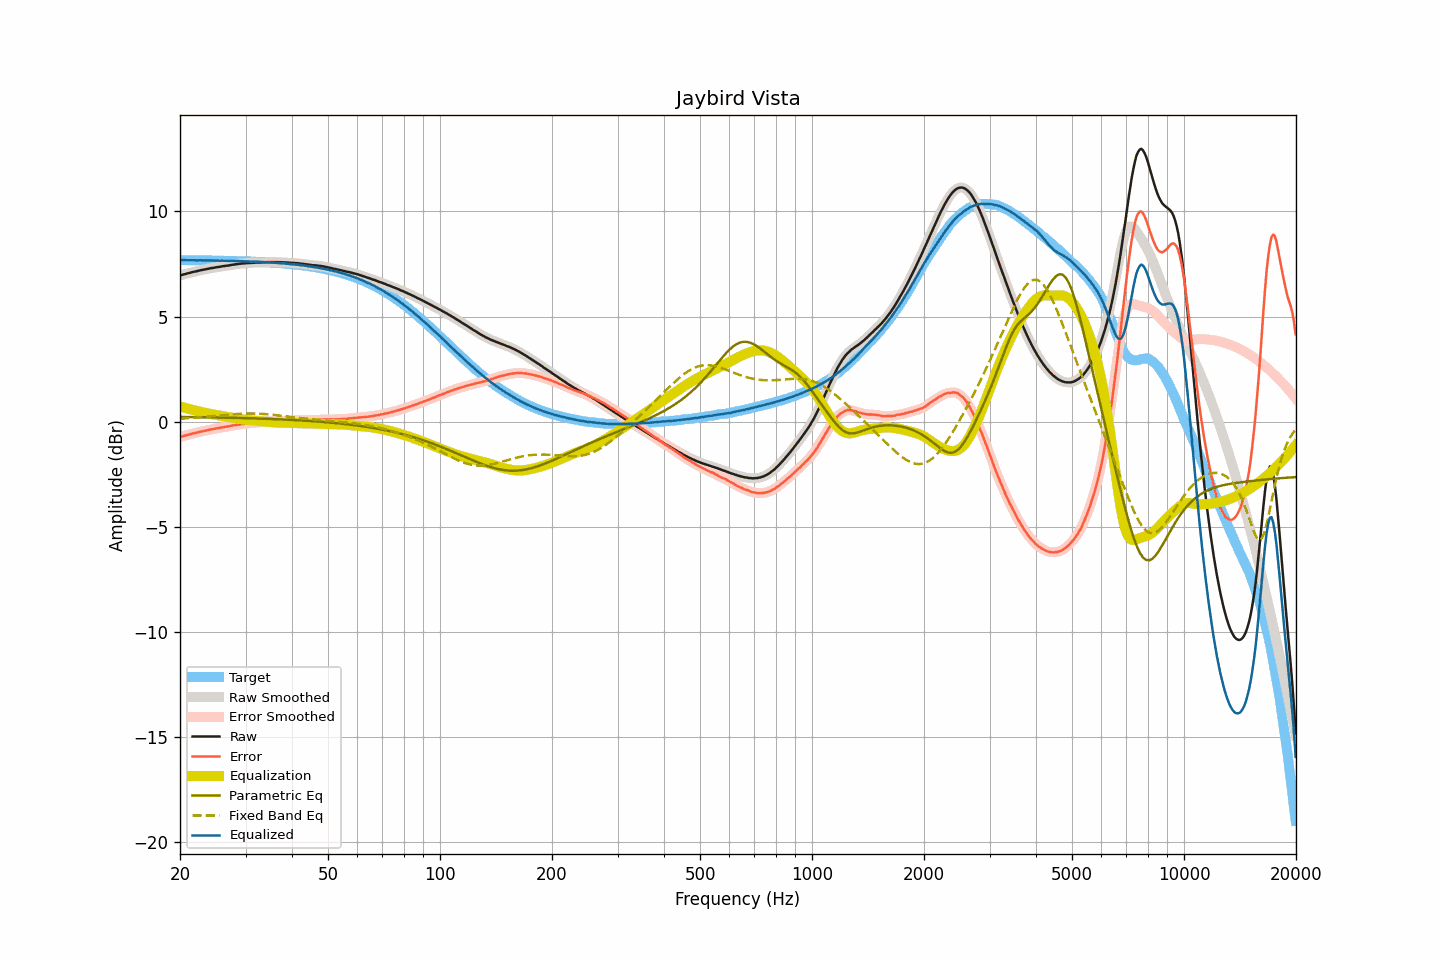 Jaybird Vista
Amplitude (dBr)
10
5
0
−5
−10
−15
−20
Target
Raw Smoothed
Error Smoothed
Raw
Error
Equalization
Parametric Eq
Fixed Band Eq
Equalized
20 50 100 200 500 1000 2000 5000 10000 20000
Frequency (Hz)